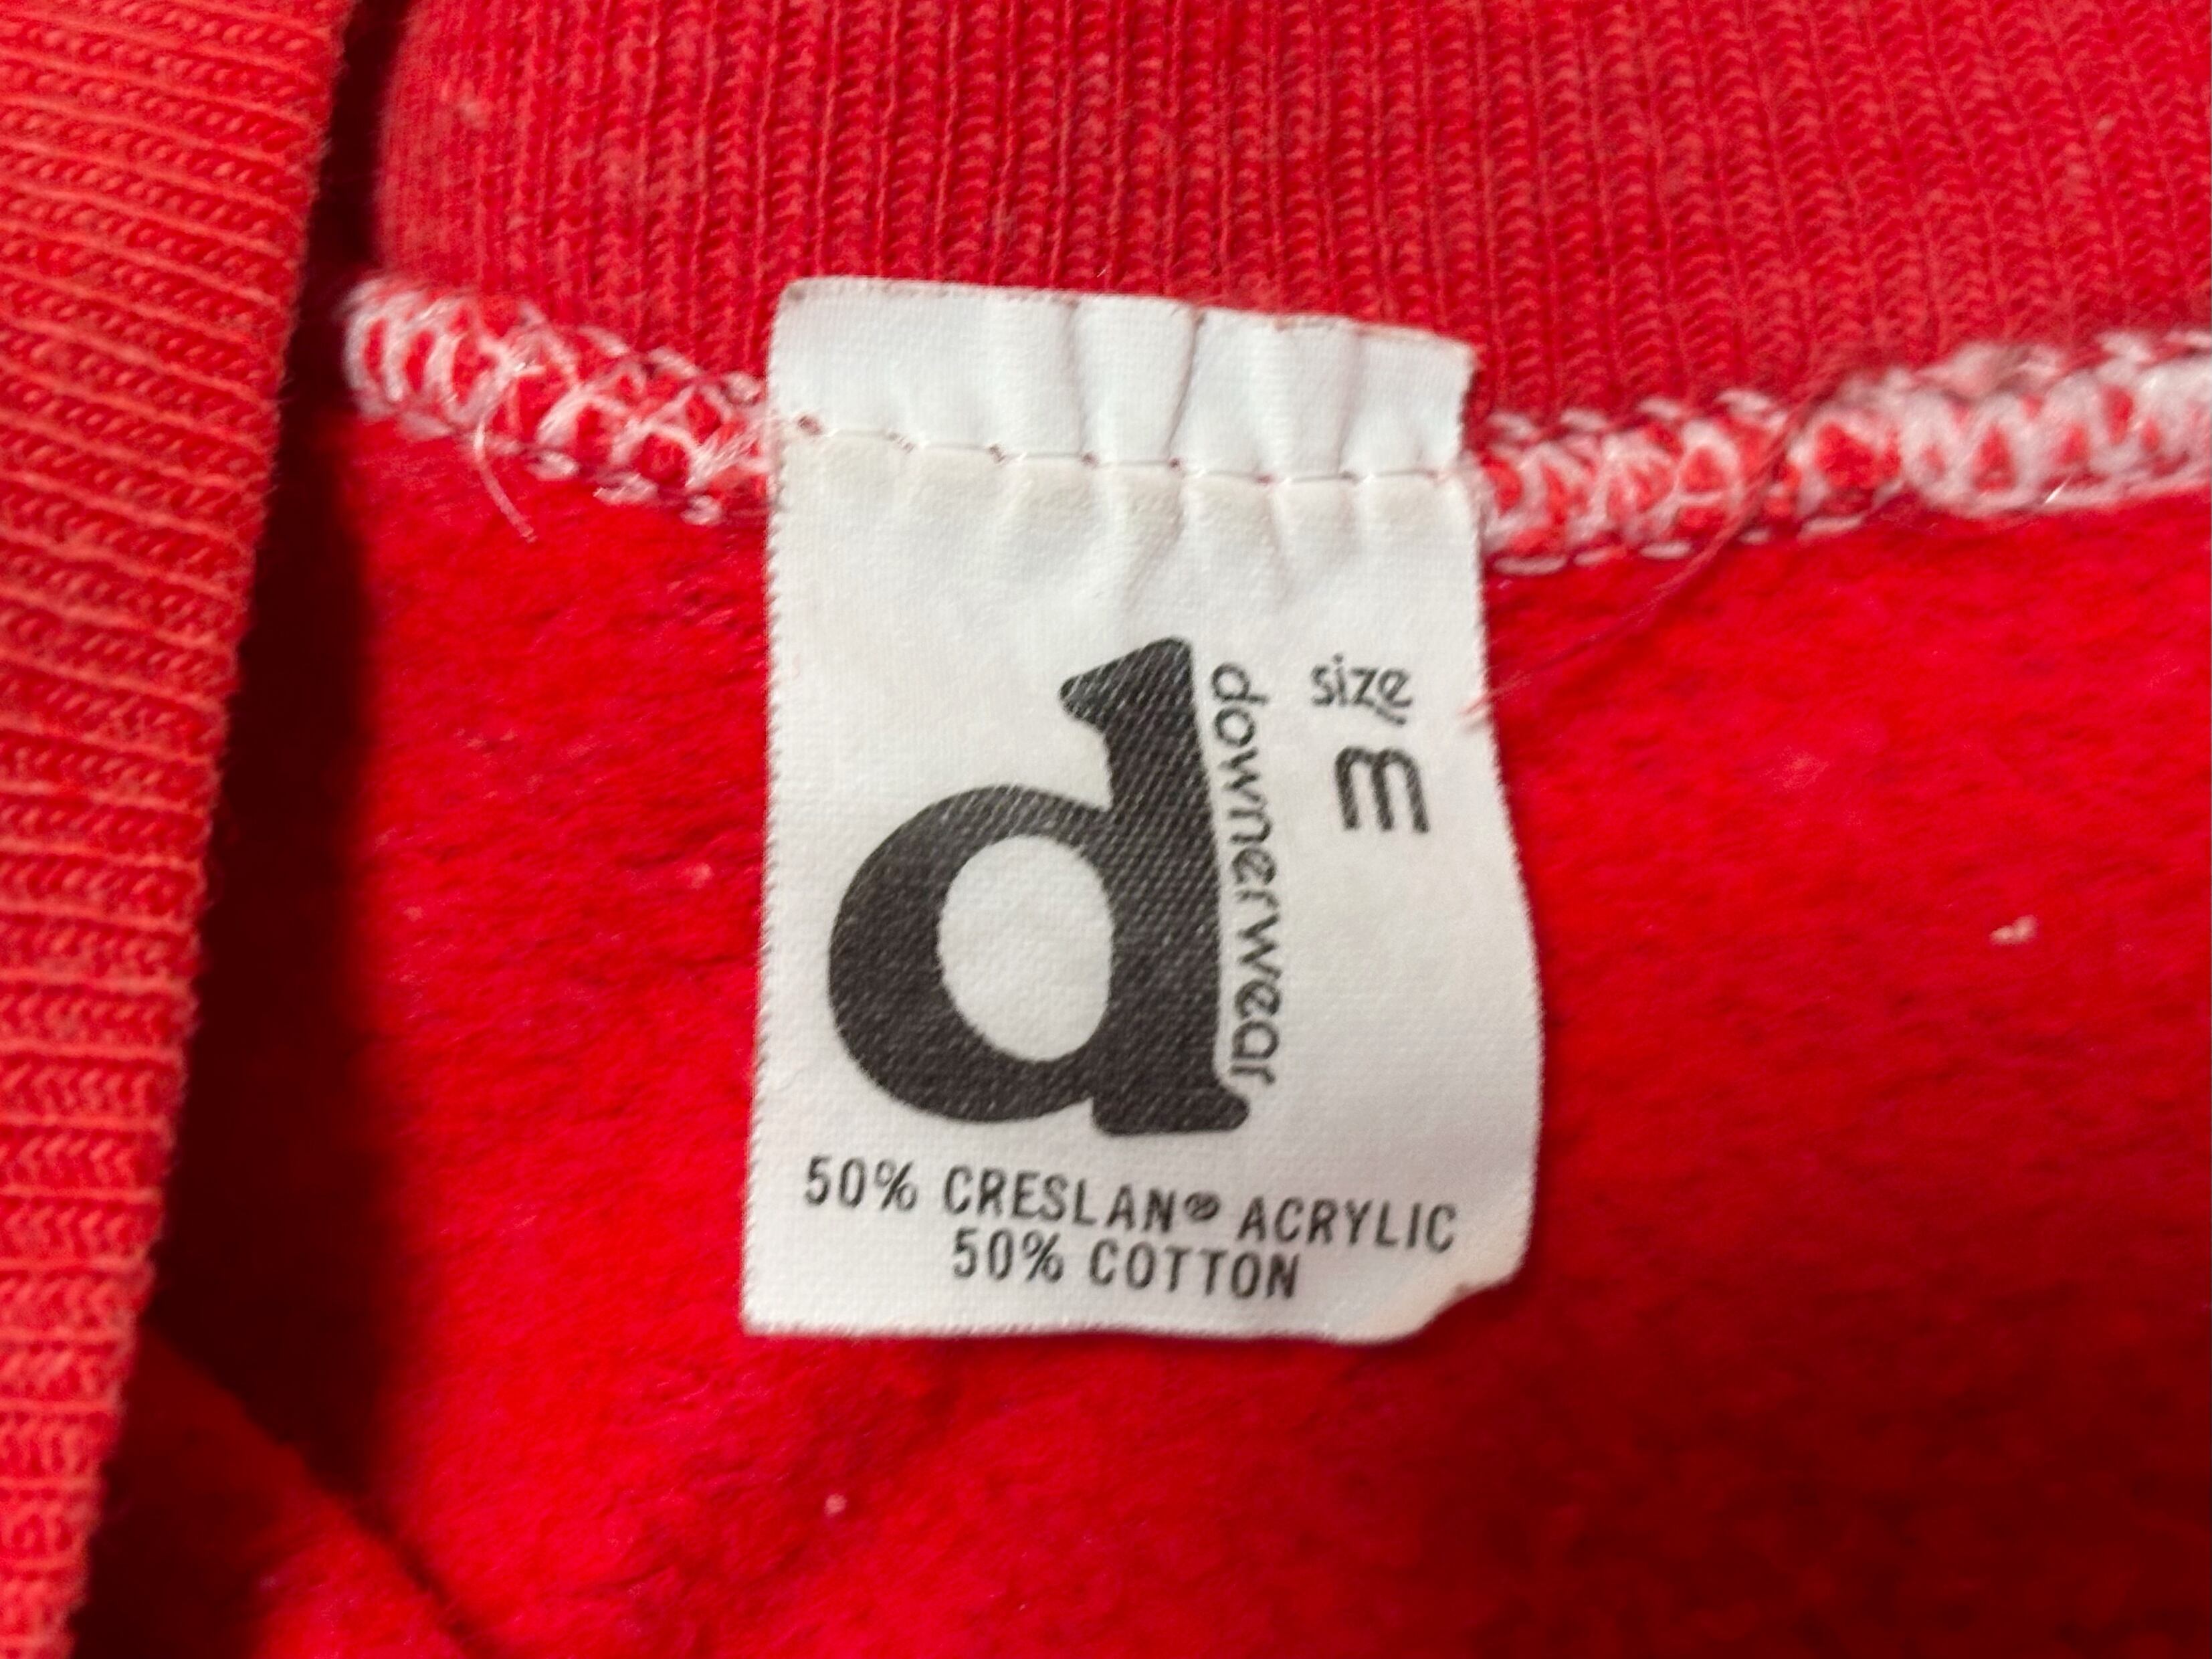 d
downerwear
size
m
50% CRESLAN® ACRYLIC
50% COTTON